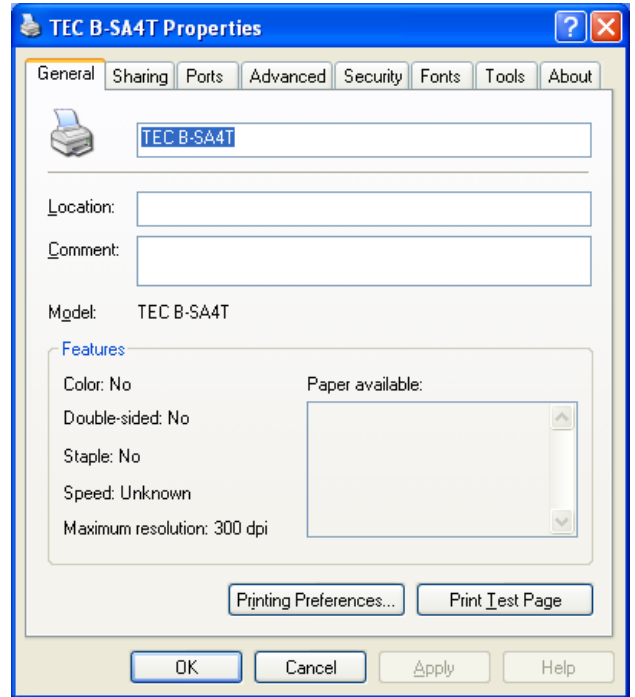 TEC B-SA4T Properties
General Sharing Ports Advanced Security Fonts Tools About
TEC B-SA4T
Location:
Comment:
Model: TEC B-SA4T
Features
Color: No Paper available:
Double-sided: No
Staple: No
Speed: Unknown
Maximum resolution: 300 dpi
Printing Preferences... Print Test Page
OK Cancel Apply Help